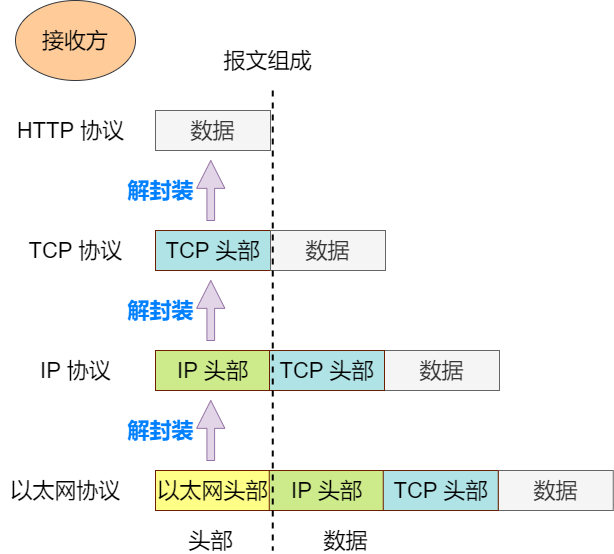 接收方
报文组成
HTTP 协议
数据
解封装
TCP 协议
TCP 头部
数据
解封装
IP 协议
IP 头部
TCP 头部
数据
解封装
以太网协议
以太网头部
IP 头部
TCP 头部
数据
头部
数据